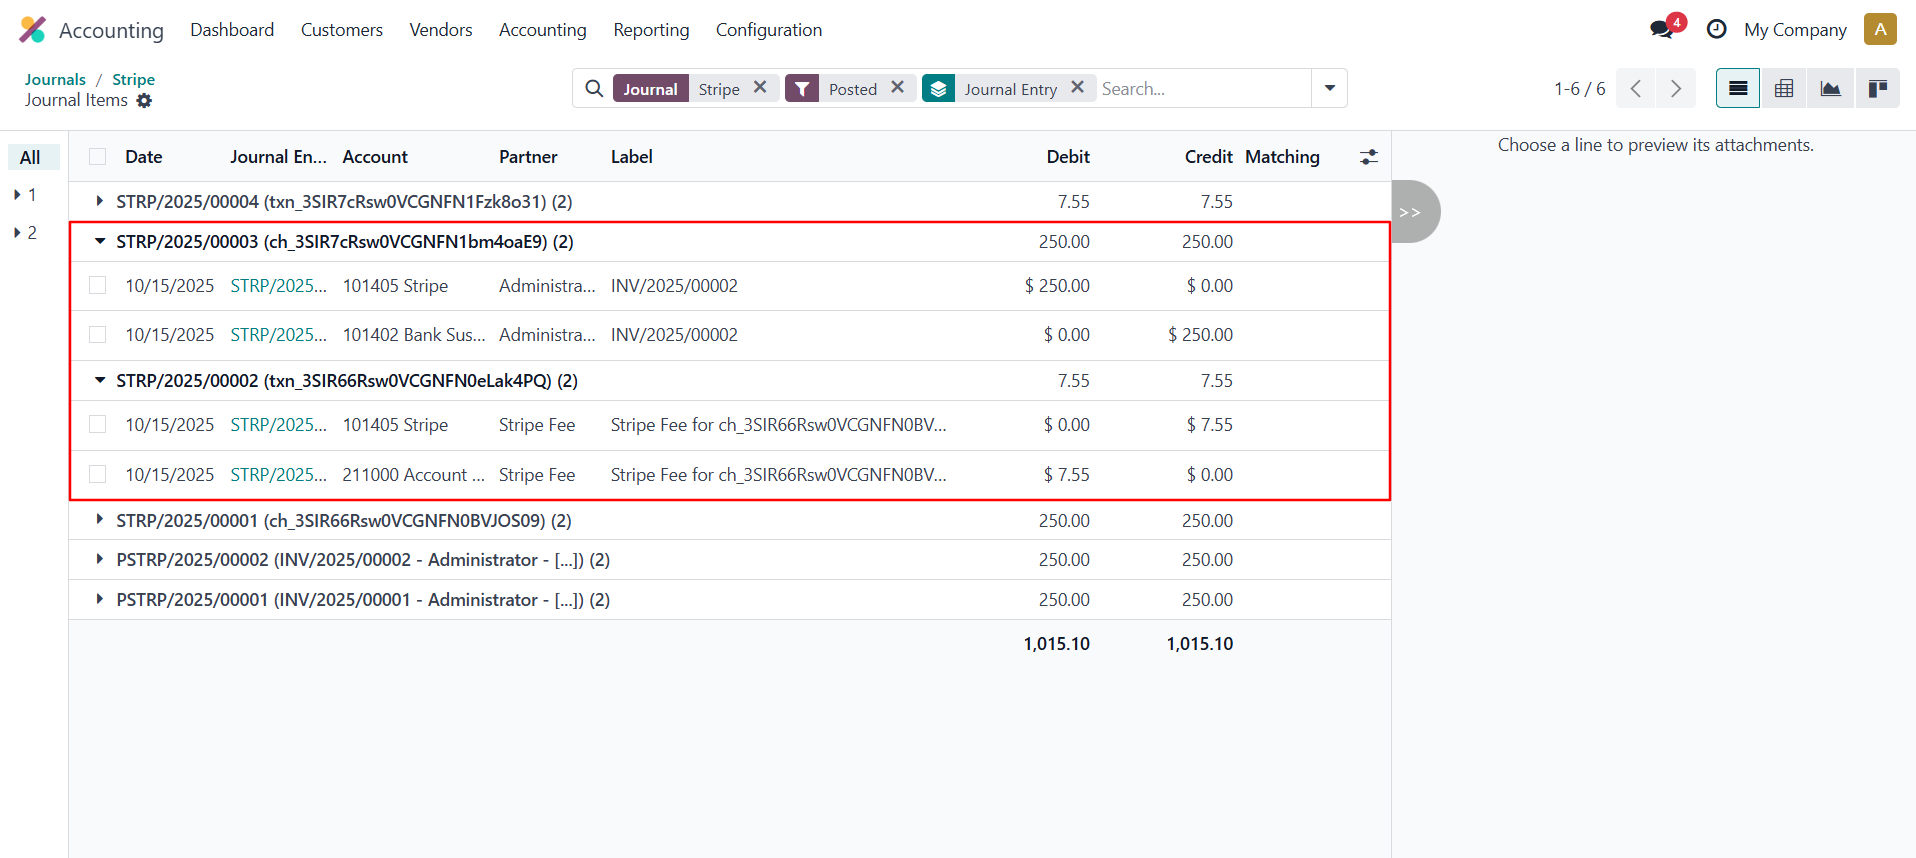 Accounting Dashboard Customers Vendors Accounting Reporting Configuration 4 My Company A
Journals / Stripe
Journal Items
Journal Stripe Posted Journal Entry Search... 1-6 / 6
All
1
2
Date Journal En... Account Partner Label Debit Credit Matching
STRP/2025/00004 (txn_3SIR7cRsw0VCGNFN1Fzk8o31) (2) 7.55 7.55
STRP/2025/00003 (ch_3SIR7cRsw0VCGNFN1bm4oaE9) (2) 250.00 250.00
10/15/2025 STRP/2025... 101405 Stripe Administra... INV/2025/00002 $ 250.00 $ 0.00
10/15/2025 STRP/2025... 101402 Bank Sus... Administra... INV/2025/00002 $ 0.00 $ 250.00
STRP/2025/00002 (txn_3SIR66Rsw0VCGNFN0eLak4PQ) (2) 7.55 7.55
10/15/2025 STRP/2025... 101405 Stripe Stripe Fee Stripe Fee for ch_3SIR66Rsw0VCGNFN0BV... $ 0.00 $ 7.55
10/15/2025 STRP/2025... 211000 Account ... Stripe Fee Stripe Fee for ch_3SIR66Rsw0VCGNFN0BV... $ 7.55 $ 0.00
STRP/2025/00001 (ch_3SIR66Rsw0VCGNFN0BVJOS09) (2) 250.00 250.00
PSTRP/2025/00002 (INV/2025/00002 - Administrator - [...]) (2) 250.00 250.00
PSTRP/2025/00001 (INV/2025/00001 - Administrator - [...]) (2) 250.00 250.00
1,015.10 1,015.10
Choose a line to preview its attachments.
>>